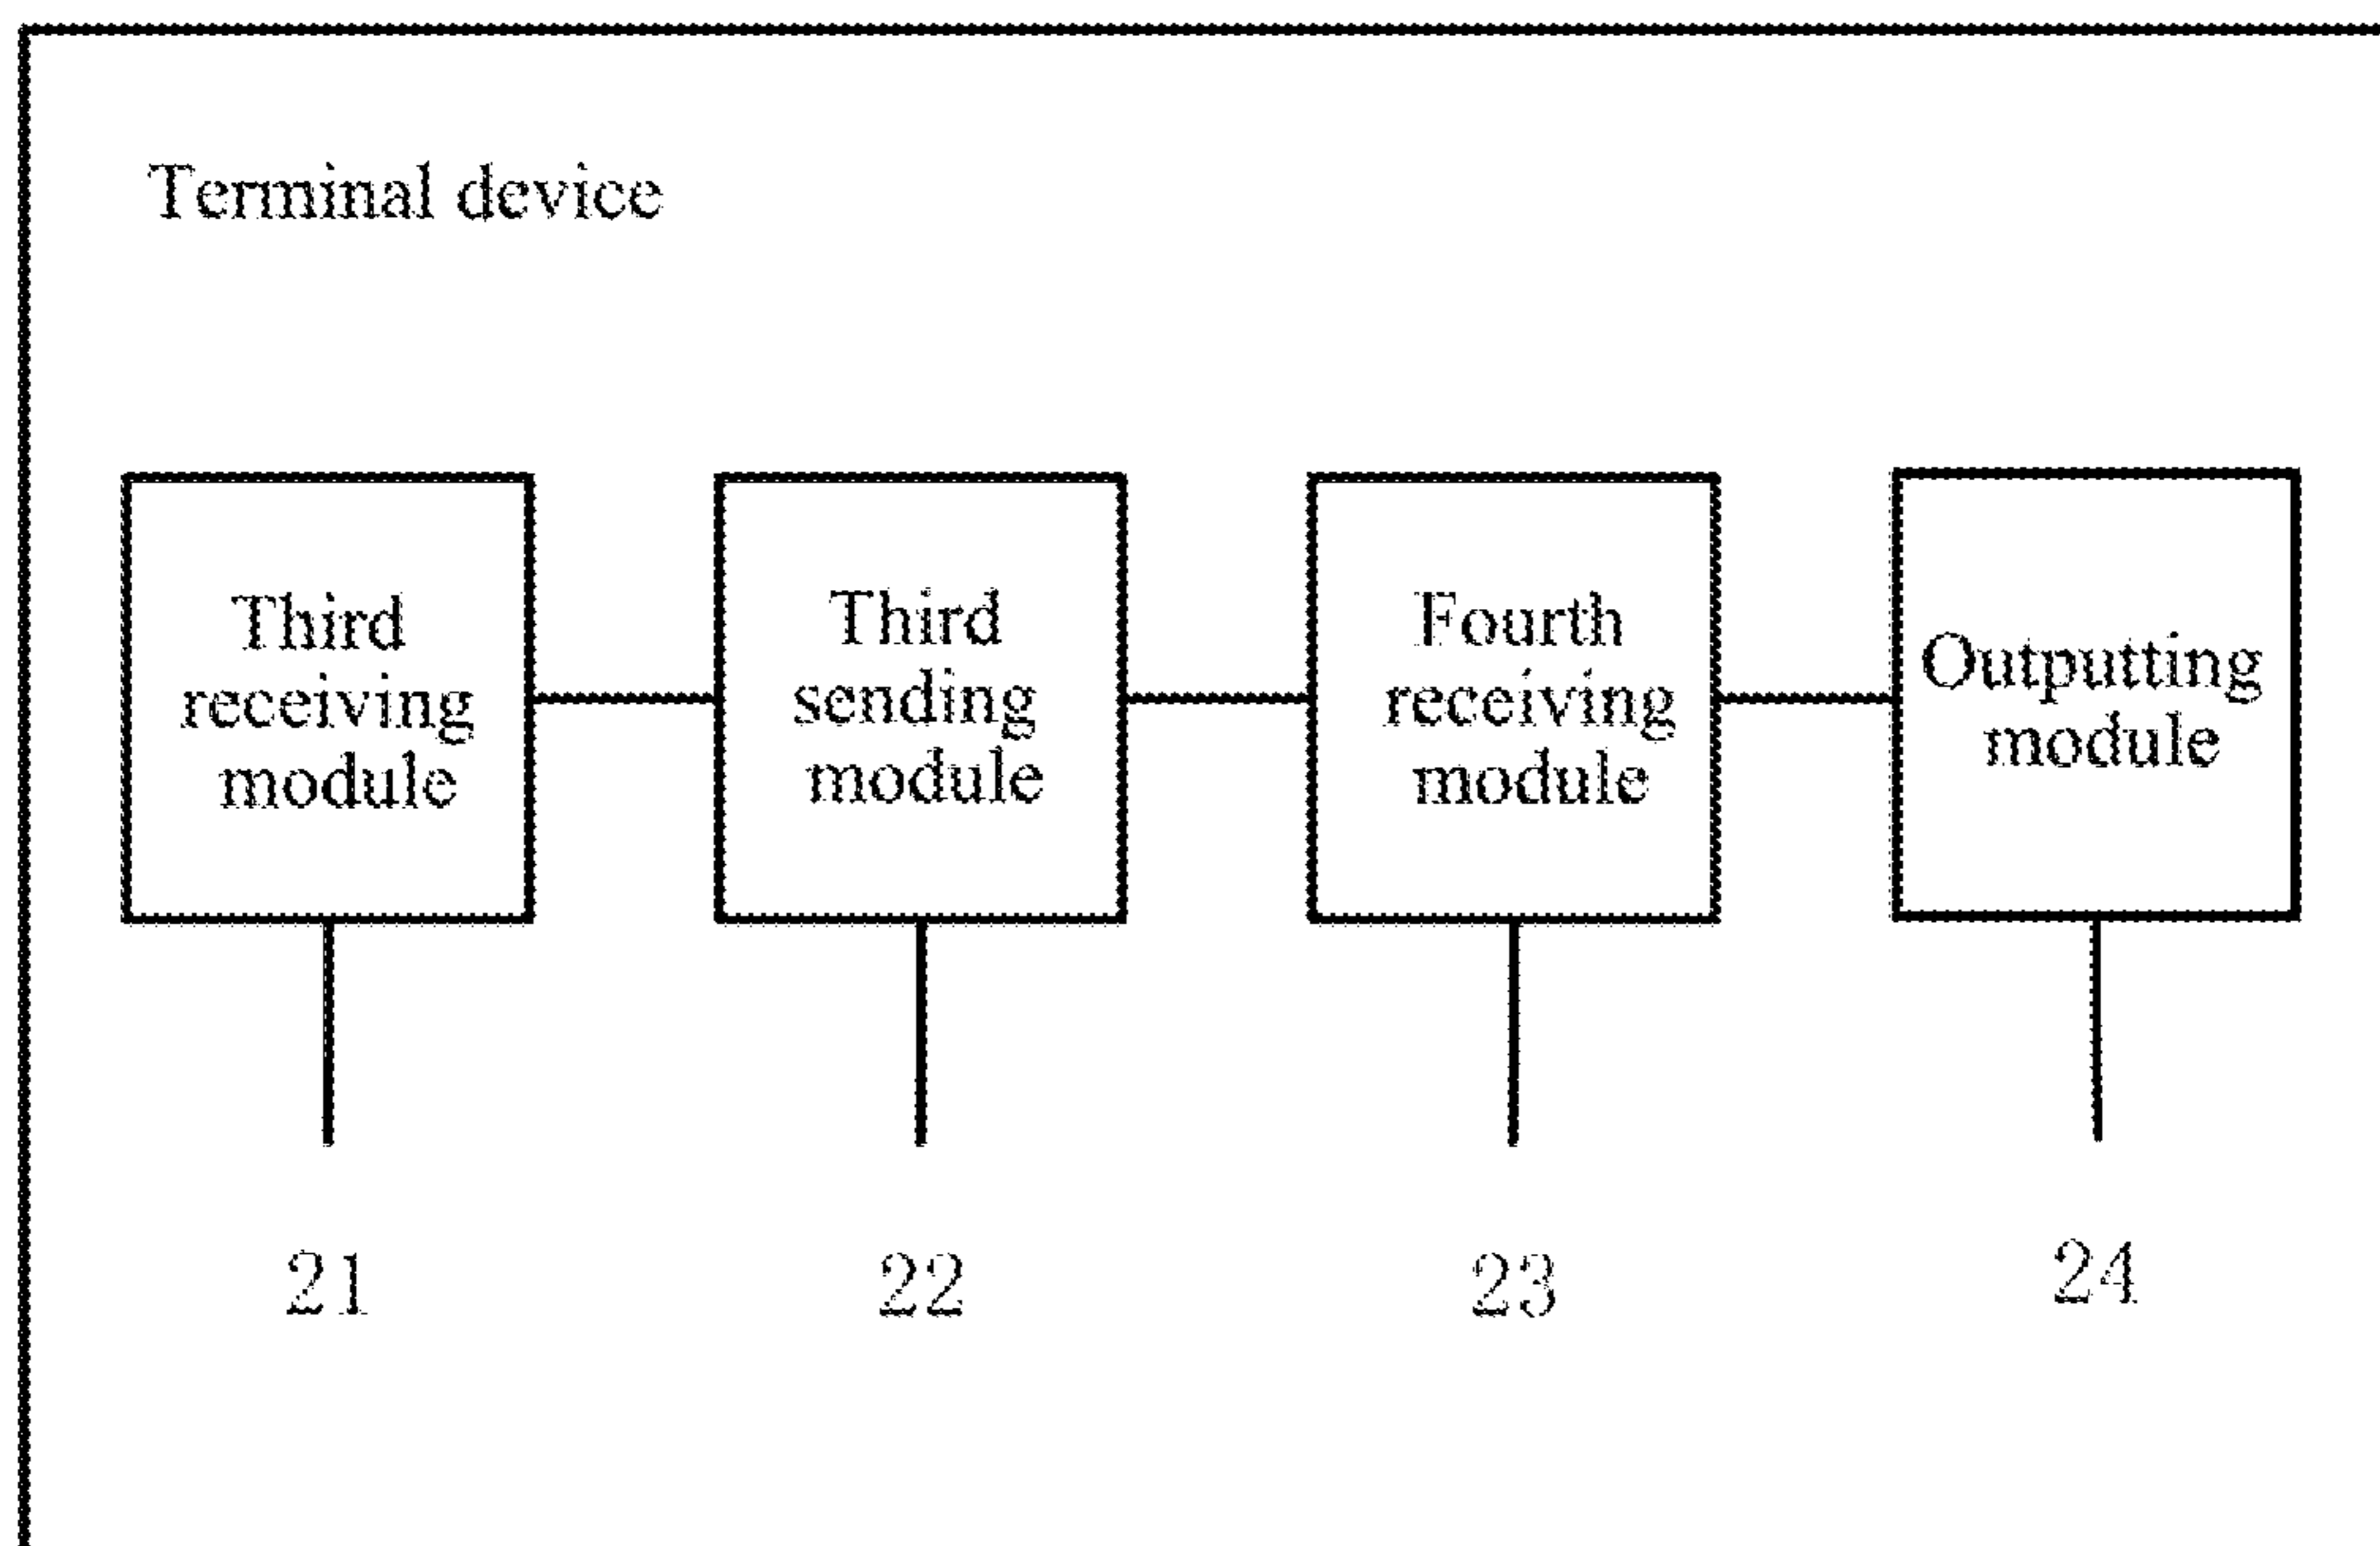 Terminal device
Third
receiving
module
Third
sending
module
Fourth
receiving
module
Outputting
module
21
22
23
24